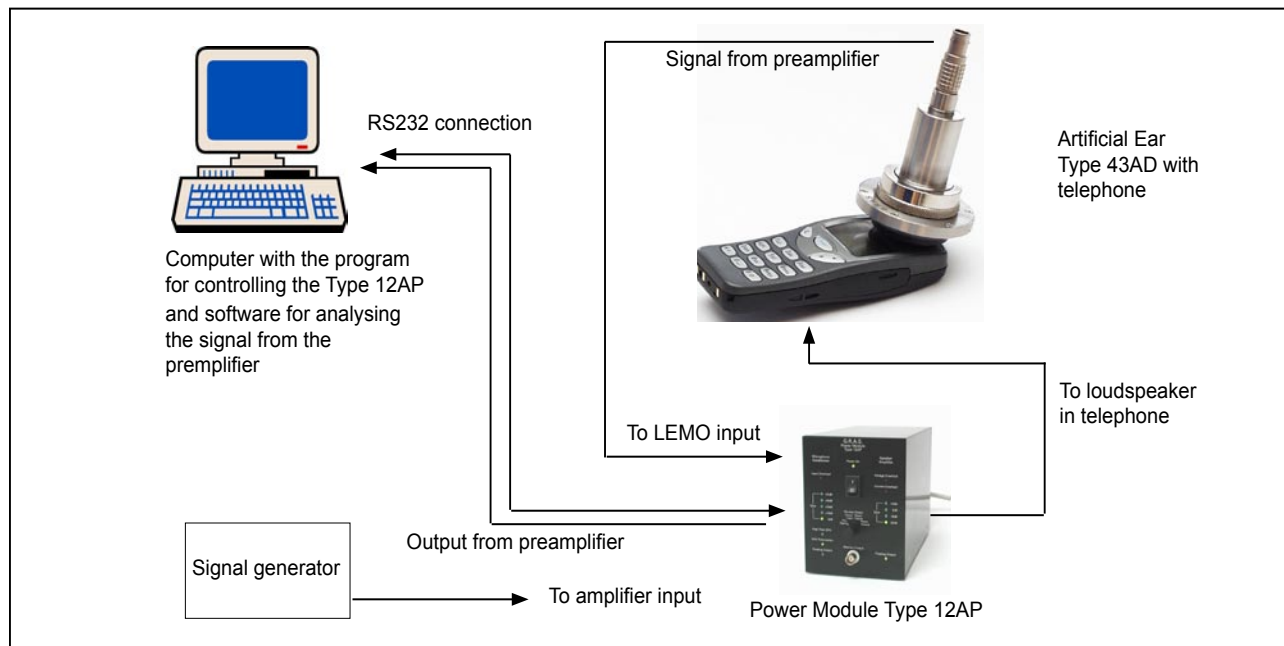 Signal from preamplifier
RS232 connection
Artificial Ear
Type 43AD with
telephone
Computer with the program
for controlling the Type 12AP
and software for analysing
the signal from the
premplifier
To loudspeaker
in telephone
To LEMO input
G.R.A.S.
Power Module
Output from preamplifier
Signal generator
To amplifier input
Power Module Type 12AP